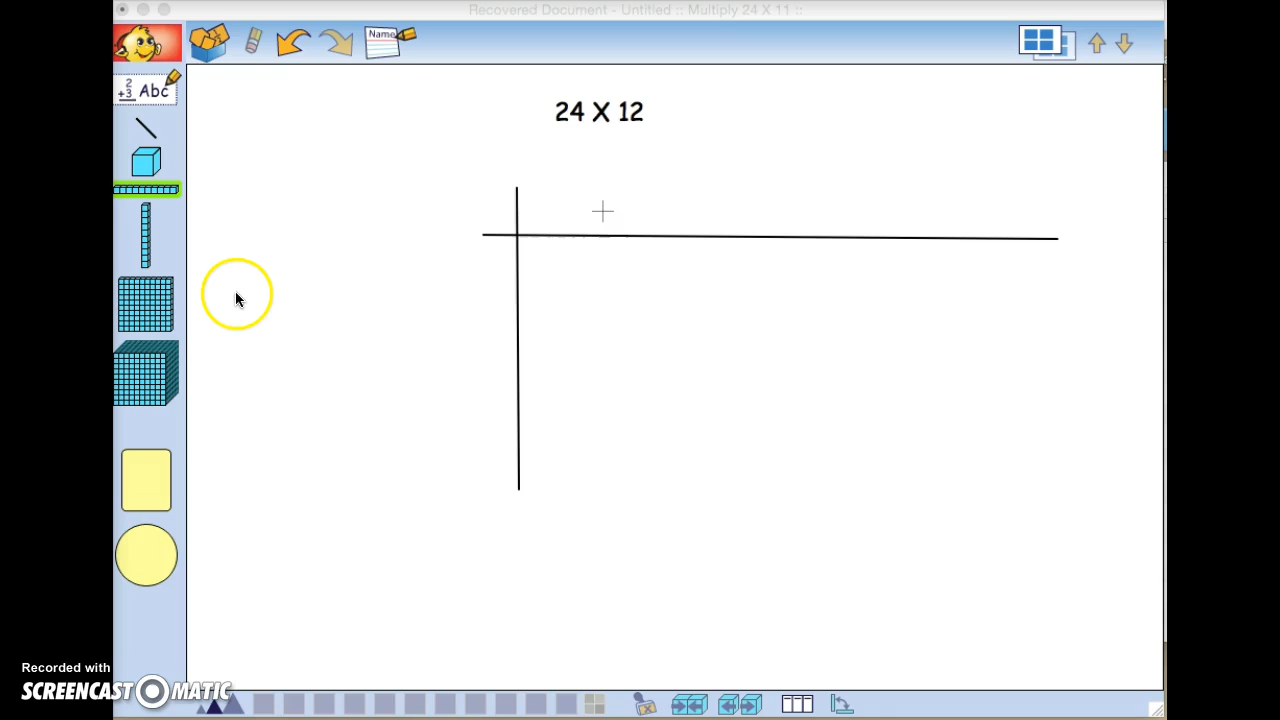 Recovered Document - Untitled :: Multiply 24 X 11 ::
Name
2
+3 Abc
24 X 12
Recorded with
SCREENCAST MATIC